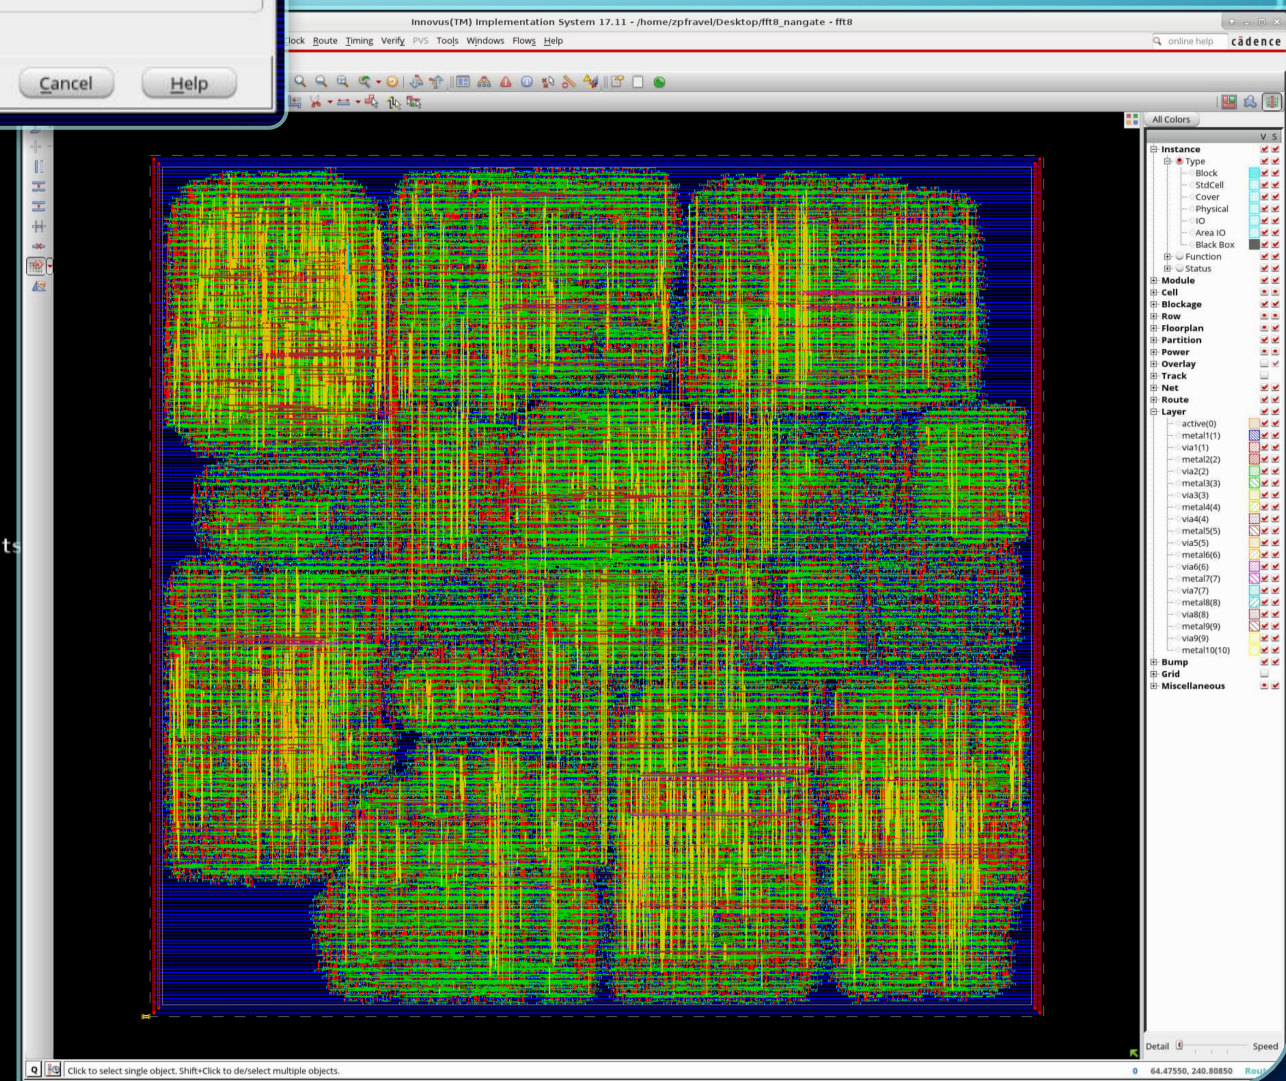 Innovus(TM) Implementation System 17.11 - /home/zpfravel/Desktop/fft8_nangate - fft8
lock Route Timing Verify PVS Tools Windows Flows Help
online help cādence
Cancel Help
All Colors
V S
Instance
Type
Block
StdCell
Cover
Physical
IO
Area IO
Black Box
Function
Status
Module
Cell
Blockage
Row
Floorplan
Partition
Power
Overlay
Track
Net
Route
Layer
active(0)
metal1(1)
via1(1)
metal2(2)
via2(2)
metal3(3)
via3(3)
metal4(4)
via4(4)
metal5(5)
via5(5)
metal6(6)
via6(6)
metal7(7)
via7(7)
metal8(8)
via8(8)
metal9(9)
via9(9)
metal10(10)
Bump
Grid
Miscellaneous
ts
Detail Speed
Q Click to select single object. Shift+Click to de/select multiple objects. 0 64.47550, 240.80850 Rout